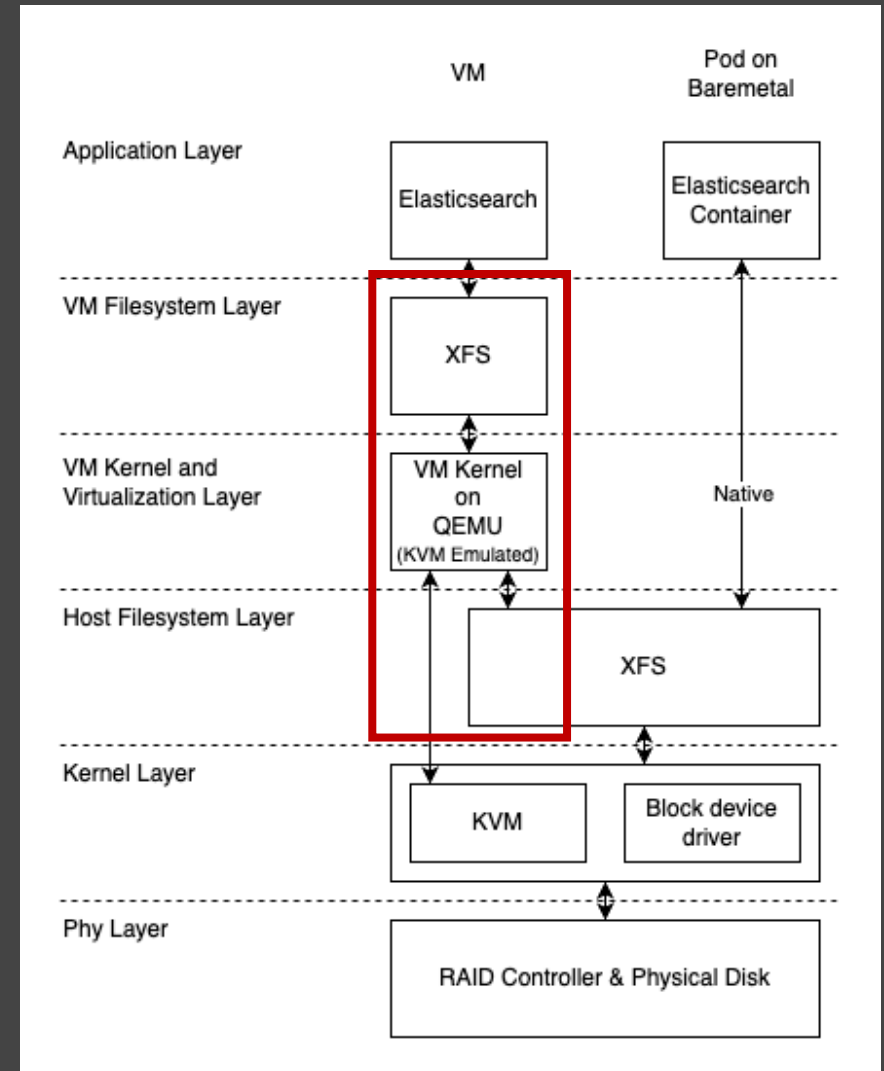 VM
Pod on
Baremetal
Application Layer
Elasticsearch
Elasticsearch
Container
VM Filesystem Layer
XFS
VM Kernel and
Virtualization Layer
VM Kernel
on
QEMU
(KVM Emulated)
Native
Host Filesystem Layer
XFS
Kernel Layer
KVM
Block device
driver
Phy Layer
RAID Controller & Physical Disk